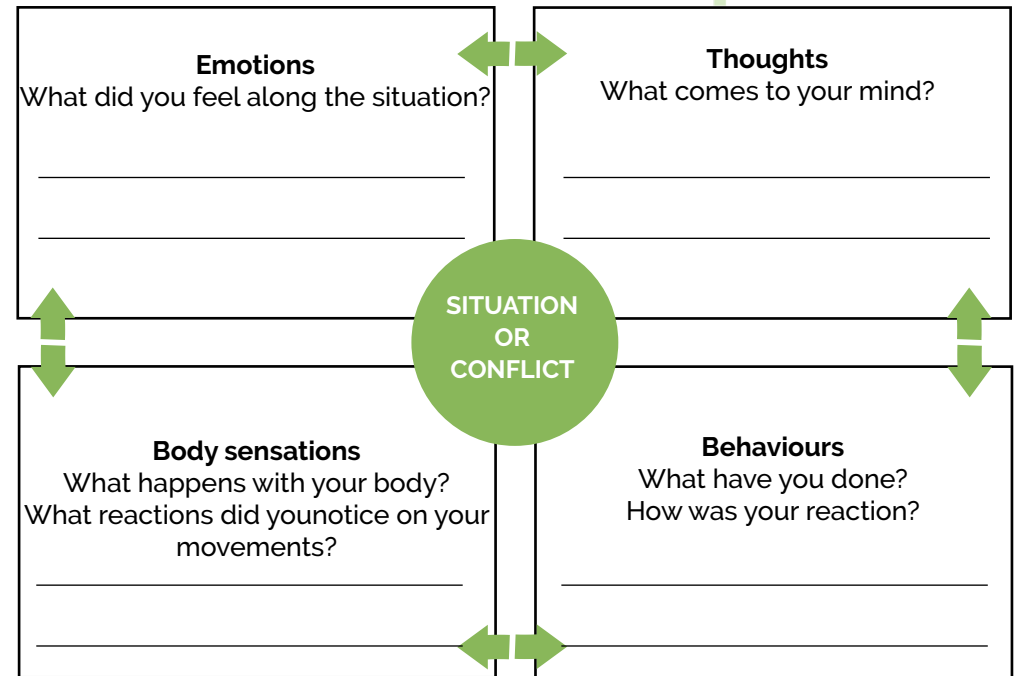 Emotions
What did you feel along the situation?
Thoughts
What comes to your mind?
SITUATION
OR
CONFLICT
Body sensations
What happens with your body?
What reactions did younotice on your
movements?
Behaviours
What have you done?
How was your reaction?